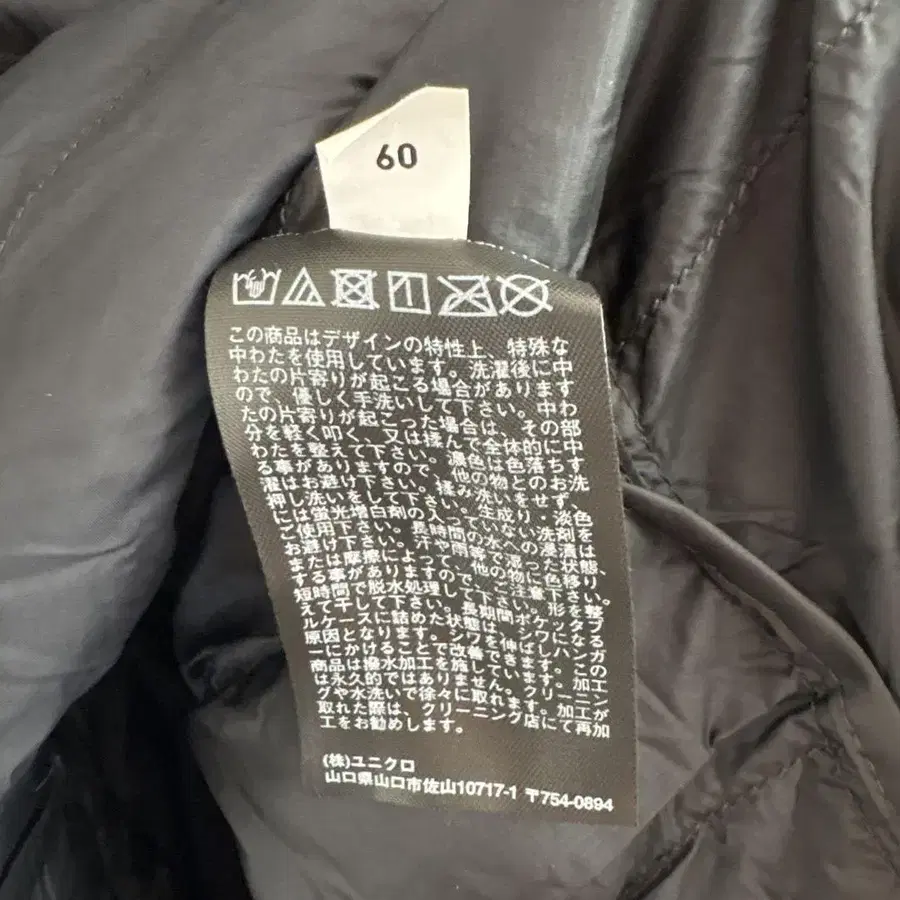 60
この商品はデザインの特性上、特殊な
中わたを使用しています。洗濯後に中
わたの片寄りが起こる場合があります
ので、優しく手洗いして下さい。中わ
たの片寄りが起こった場合は、その部
分を軽く叩く、又は揉んで全体的に中
わたを整えて下さい。濃色は色落ちす
る事がありますので、他の物とのお洗
濯はお避け下さい。揉み洗いをせず、
押し洗いをして下さい。生成り・淡色
には蛍光増白剤の入っていない洗剤を
ご使用下さい。長時間の水への浸漬は
お避け下さい。汗や雨等で湿った状態、
または摩擦によって、他の物に色移り
する事がありますので、ご注意下さい。
短時間で脱水処理して下さい。形を整
えて干して下さい。長期間ポケッタブ
ルケースに詰めた状態は、シワになる
原因となります。シワを伸ばしハンガ
ーにかけることで改善できます。この
商品は撥水加工を施しています。加工
は永久的ではありません。クリーニン
グや水洗いで徐々に取れます。加工が
取れた際は、クリーニング店にて再加
工をお勧めします。
(株)ユニクロ
山口県山口市佐山10717-1 〒754-0894